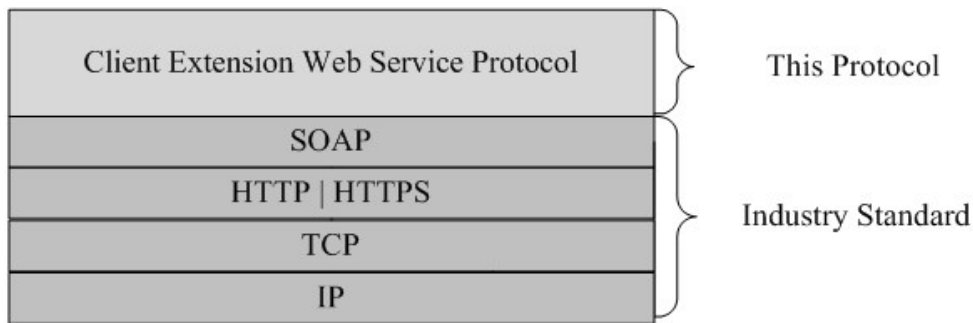 Client Extension Web Service Protocol
This Protocol
SOAP
HTTP | HTTPS
Industry Standard
TCP
IP